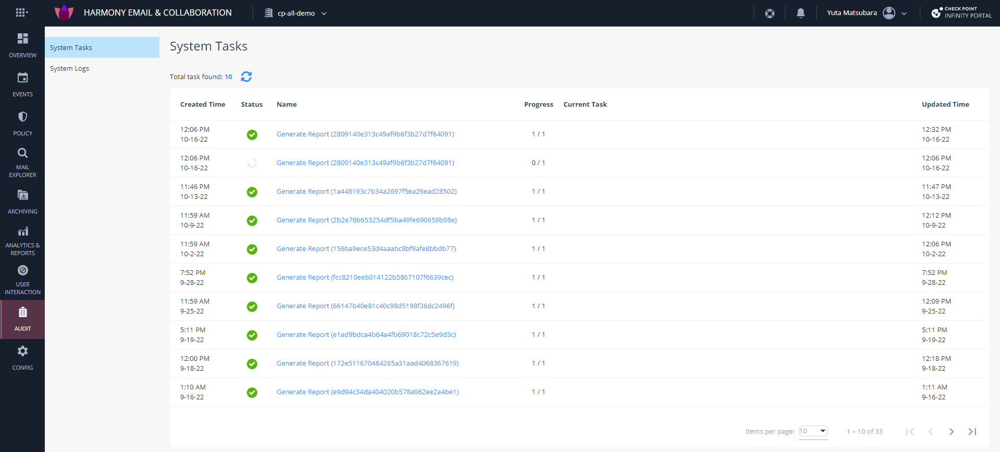 HARMONY EMAIL & COLLABORATION
cp-all-demo
Yuta Matsubara
CHECK POINT
INFINITY PORTAL
OVERVIEW
EVENTS
POLICY
MAIL
EXPLORER
ARCHIVING
ANALYTICS &
REPORTS
USER
INTERACTION
AUDIT
CONFIG
System Tasks
System Logs
System Tasks
Total task found: 10
Created Time Status Name Progress Current Task Updated Time
12:06 PM
10-16-22
Generate Report (2809140e313c49af9b6f3b27d7f64091)
1 / 1
12:32 PM
10-16-22
12:06 PM
10-16-22
Generate Report (2809140e313c49af9b6f3b27d7f64091)
0 / 1
12:06 PM
10-16-22
11:46 PM
10-13-22
Generate Report (1a448193c7b34a2697f5ea26ead28502)
1 / 1
11:47 PM
10-13-22
11:59 AM
10-9-22
Generate Report (2b2e76b653254df5ba49fe690659b98e)
1 / 1
12:12 PM
10-9-22
11:59 AM
10-2-22
Generate Report (156ba9ece53d4aaabc8bf9afe8bbdb77)
1 / 1
12:06 PM
10-2-22
7:52 PM
9-28-22
Generate Report (fcc8210eeb014122b5867107f6639cec)
1 / 1
7:52 PM
9-28-22
11:59 AM
9-25-22
Generate Report (66147b40e81c40c98d5198f36dc2496f)
1 / 1
12:09 PM
9-25-22
5:11 PM
9-19-22
Generate Report (e1ad9bdca4b64a4fb69018c72c5e9d3c)
1 / 1
5:11 PM
9-19-22
12:00 PM
9-18-22
Generate Report (172e511670464265a31aad4068367619)
1 / 1
12:18 PM
9-18-22
1:10 AM
9-16-22
Generate Report (e9d94c34da404020b578a062ee2a4be1)
1 / 1
1:11 AM
9-16-22
Items per page: 10 1 – 10 of 33